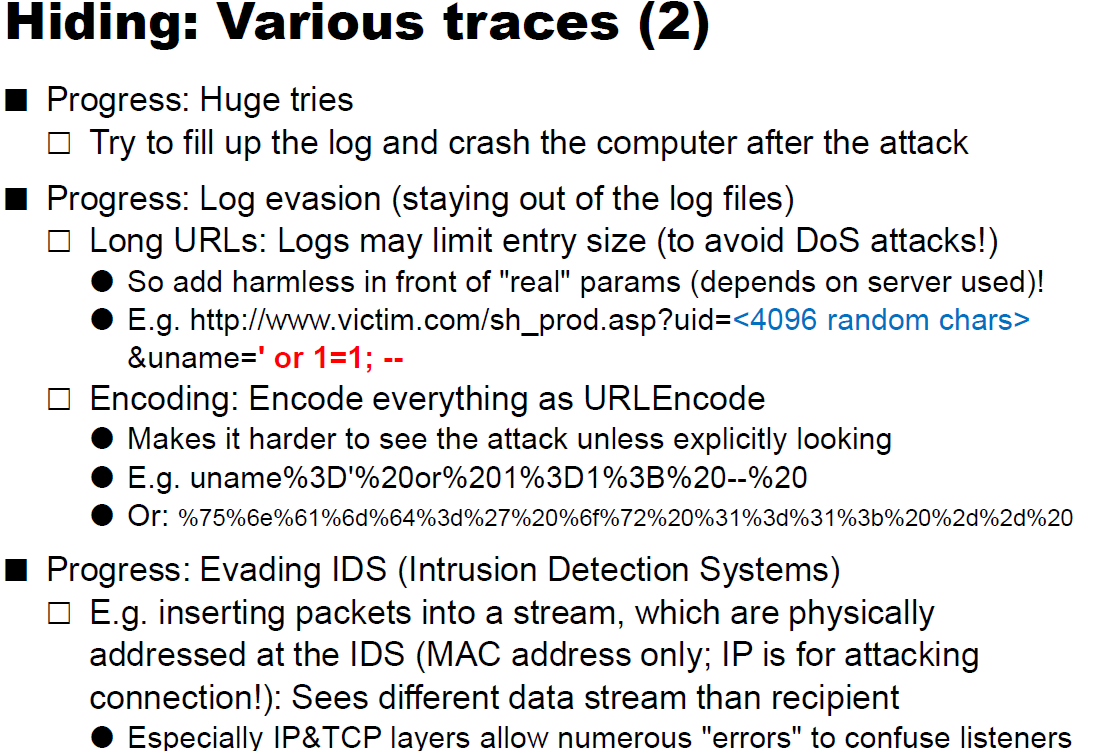 Hiding: Various traces (2)
■ Progress: Huge tries
□ Try to fill up the log and crash the computer after the attack
■ Progress: Log evasion (staying out of the log files)
□ Long URLs: Logs may limit entry size (to avoid DoS attacks!)
● So add harmless in front of "real" params (depends on server used)!
● E.g. http://www.victim.com/sh_prod.asp?uid=<4096 random chars>
&uname=' or 1=1; --
□ Encoding: Encode everything as URLEncode
● Makes it harder to see the attack unless explicitly looking
● E.g. uname%3D'%20or%201%3D1%3B%20--%20
● Or: %75%6e%61%6d%64%3d%27%20%6f%72%20%31%3d%31%3b%20%2d%2d%20
■ Progress: Evading IDS (Intrusion Detection Systems)
□ E.g. inserting packets into a stream, which are physically
addressed at the IDS (MAC address only; IP is for attacking
connection!): Sees different data stream than recipient
● Especially IP&TCP layers allow numerous "errors" to confuse listeners